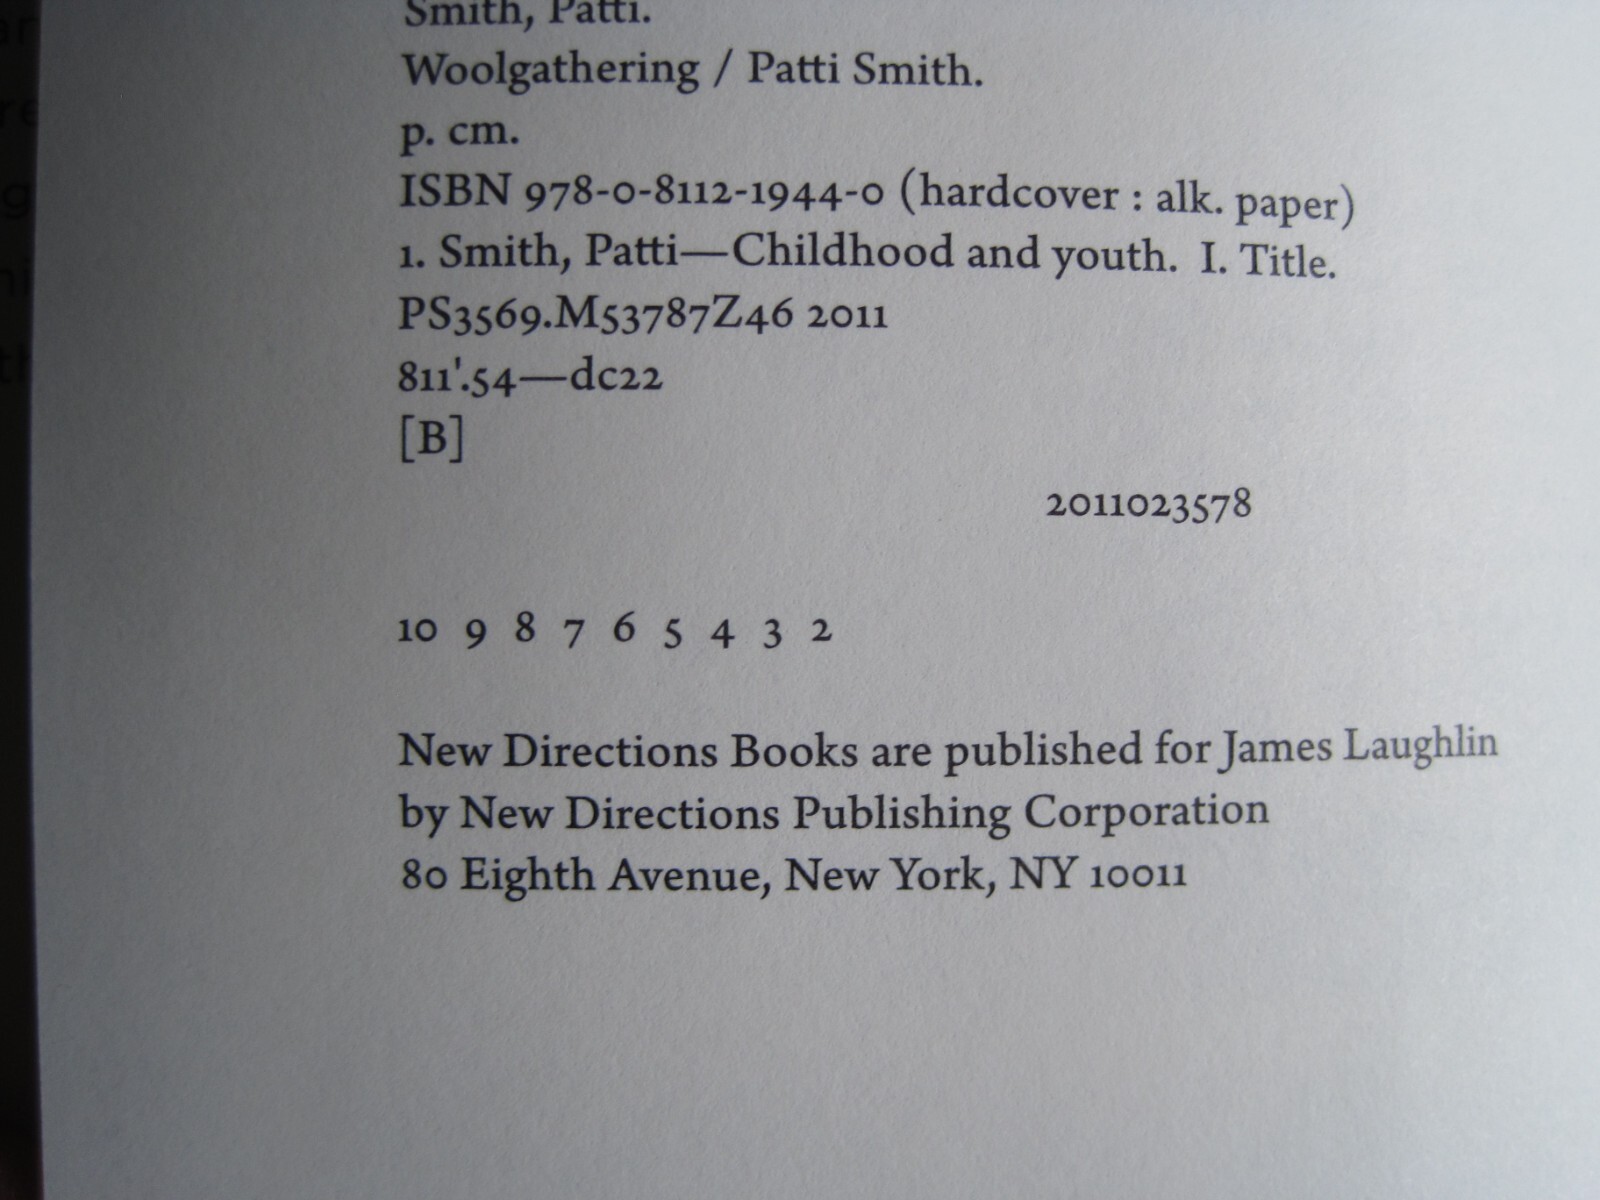 Smith, Patti.
Woolgathering / Patti Smith.
p. cm.
ISBN 978-0-8112-1944-0 (hardcover : alk. paper)
1. Smith, Patti—Childhood and youth. I. Title.
PS3569.M53787Z46 2011
811'.54—dc22
[B]
2011023578
10 9 8 7 6 5 4 3 2
New Directions Books are published for James Laughlin
by New Directions Publishing Corporation
80 Eighth Avenue, New York, NY 10011